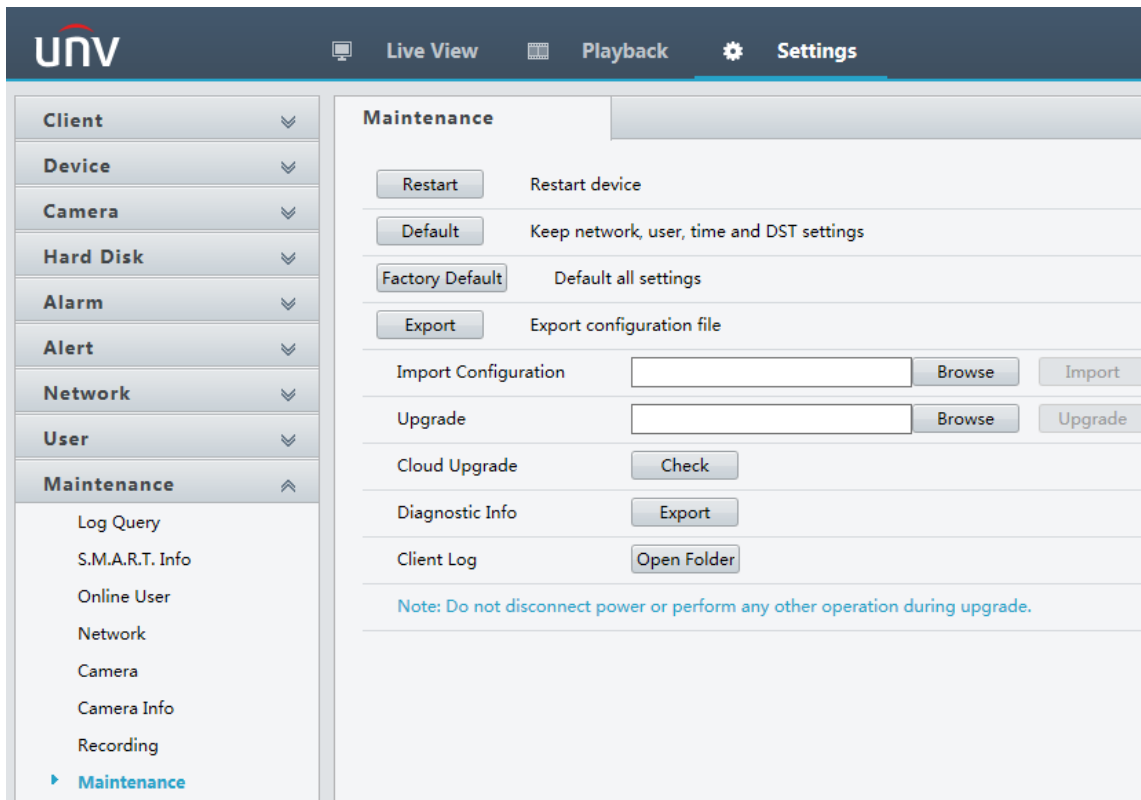 unv
Live View Playback Settings
Client
Device
Camera
Hard Disk
Alarm
Alert
Network
User
Maintenance
Log Query
S.M.A.R.T. Info
Online User
Network
Camera
Camera Info
Recording
Maintenance
Maintenance
Restart Restart device
Default Keep network, user, time and DST settings
Factory Default Default all settings
Export Export configuration file
Import Configuration Browse Import
Upgrade Browse Upgrade
Cloud Upgrade Check
Diagnostic Info Export
Client Log Open Folder
Note: Do not disconnect power or perform any other operation during upgrade.